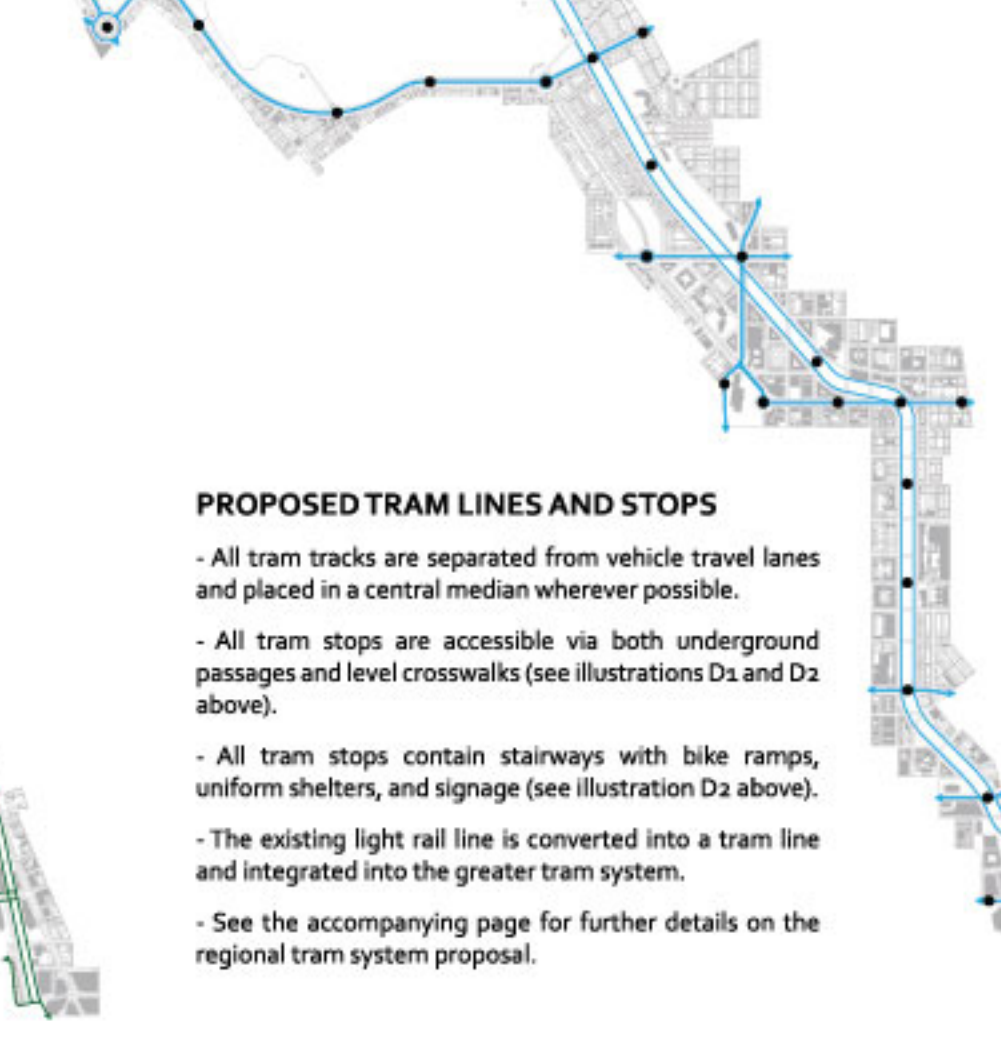 PROPOSED TRAM LINES AND STOPS
- All tram tracks are separated from vehicle travel lanes
and placed in a central median wherever possible.
- All tram stops are accessible via both underground
passages and level crosswalks (see illustrations D1 and D2
above).
- All tram stops contain stairways with bike ramps,
uniform shelters, and signage (see illustration D2 above).
- The existing light rail line is converted into a tram line
and integrated into the greater tram system.
- See the accompanying page for further details on the
regional tram system proposal.